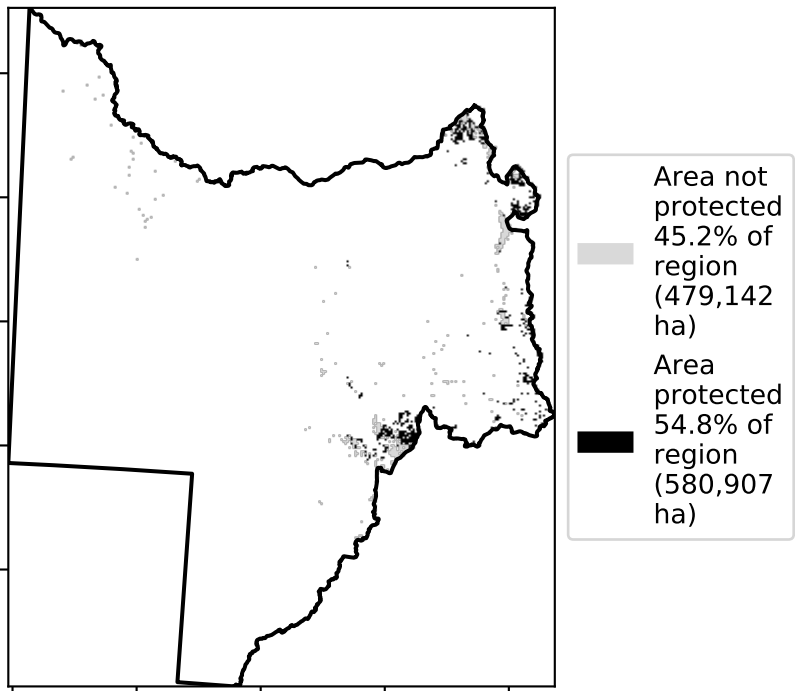 Area not
protected
45.2% of
region
(479,142
ha)
Area
protected
54.8% of
region
(580,907
ha)